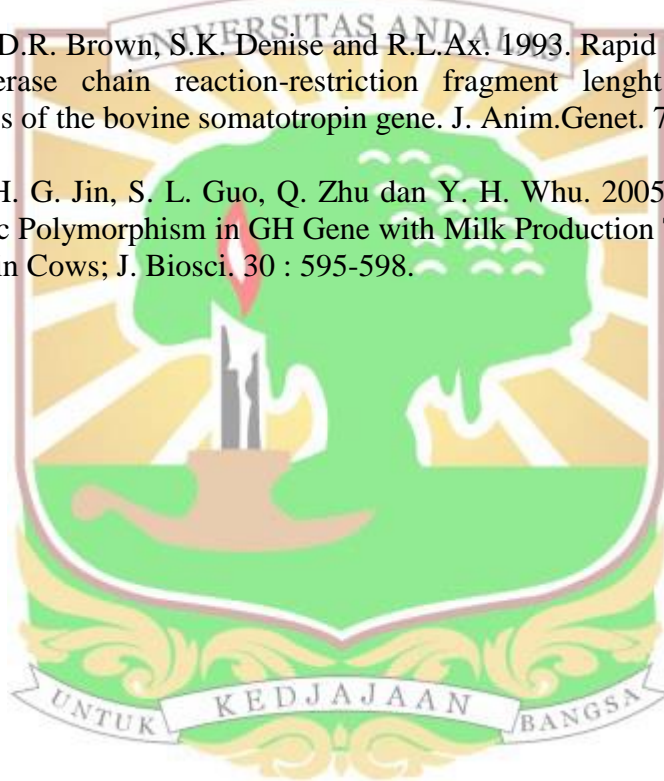 UNIVERSITAS ANDALAS
D.R. Brown, S.K. Denise and R.L.Ax. 1993. Rapid
erase chain reaction-restriction fragment lenght
s of the bovine somatotropin gene. J. Anim.Genet. 7
H. G. Jin, S. L. Guo, Q. Zhu dan Y. H. Whu. 2005
c Polymorphism in GH Gene with Milk Production
in Cows; J. Biosci. 30 : 595-598.
UNTUK KEDJAJAAN BANGSA